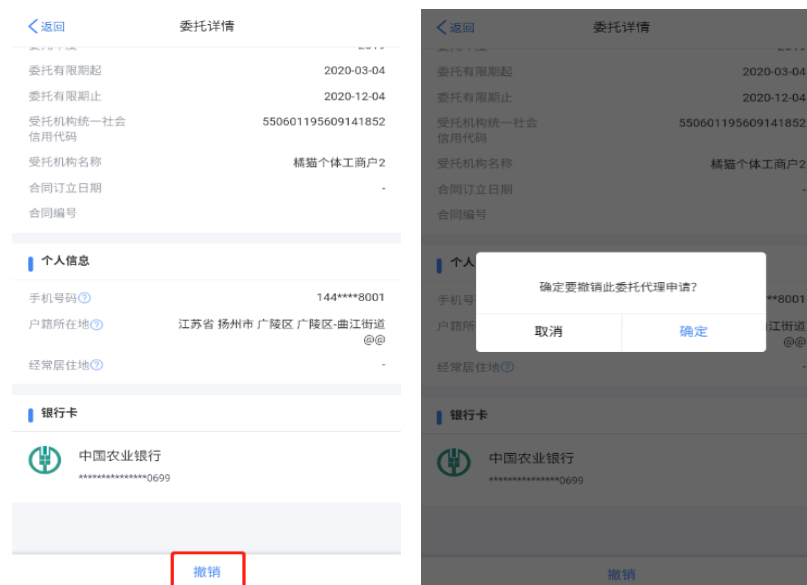 返回
委托详情
委托有限期起
2020-03-04
委托有限期止
2020-12-04
受托机构统一社会
信用代码
550601195609141852
受托机构名称
橘猫个体工商户2
合同订立日期
-
合同编号
个人信息
手机号码?
144****8001
户籍所在地?
江苏省 扬州市 广陵区 广陵区-曲江街道
@@
经常居住地?
-
银行卡
中国农业银行
***************0699
撤销
返回
委托详情
委托有限期起
2020-03-04
委托有限期止
2020-12-04
受托机构统一社会
信用代码
550601195609141852
受托机构名称
橘猫个体工商户2
合同订立日期
-
合同编号
个人
确定要撤销此委托代理申请?
取消
确定
手机号
**8001
户籍所
江街道
@@
经常居住地?
-
银行卡
中国农业银行
***************0699
撤销